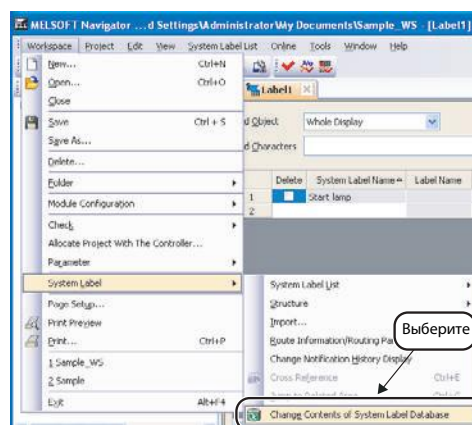 MELSOFT Navigator ...d Settings\Administrator\My Documents\Sample_WS - [Label1]
Workspace Project Edit View System Label List Online Tools Window Help
New... Ctrl+N
Open... Ctrl+O
Close
Save Ctrl + S
Save As...
Delete...
Folder
Module Configuration
Check
Allocate Project With The Controller...
Parameter
System Label
Page Setup...
Print Preview
Print... Ctrl+P
1 Sample_WS
2 Sample
Exit Alt+F4
Label1
d Object Whole Display
d Characters
Delete System Label Name Label Name
1 Start lamp
2
System Label List
Structure
Import...
Route Information/Routing Pa
Change Notification History Display
Cross Reference Ctrl+E
Change Contents of System Label Database
Выберите